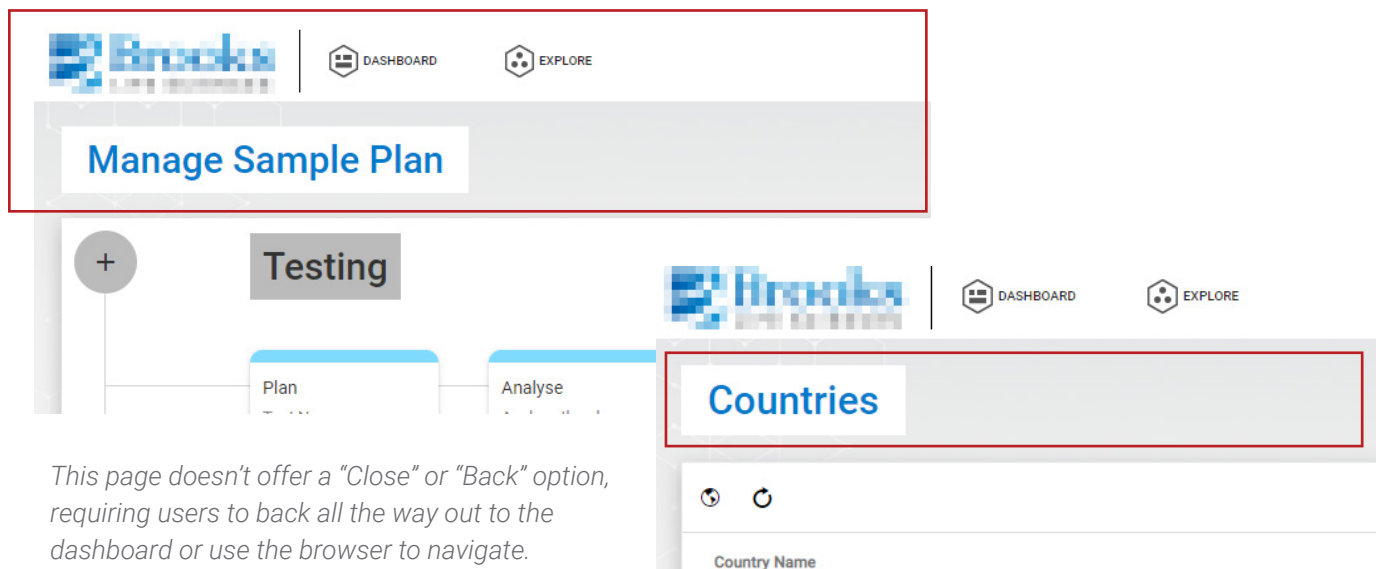 DASHBOARD
EXPLORE
Manage Sample Plan
+
Testing
Plan
Analyse
This page doesn’t offer a “Close” or “Back” option,
requiring users to back all the way out to the
dashboard or use the browser to navigate.
DASHBOARD
EXPLORE
Countries
Country Name